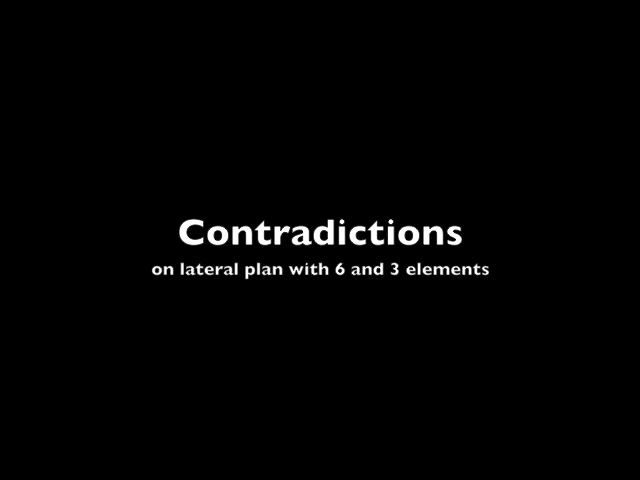 Contradictions
on lateral plan with 6 and 3 elements